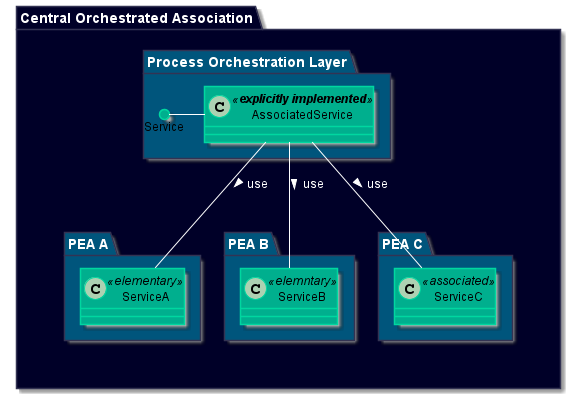 Central Orchestrated Association
Process Orchestration Layer
C
«explicitly implemented»
AssociatedService
Service
use
use
use
PEA A
PEA B
PEA C
C
«elementary»
ServiceA
C
«elemntary»
ServiceB
C
«associated»
ServiceC